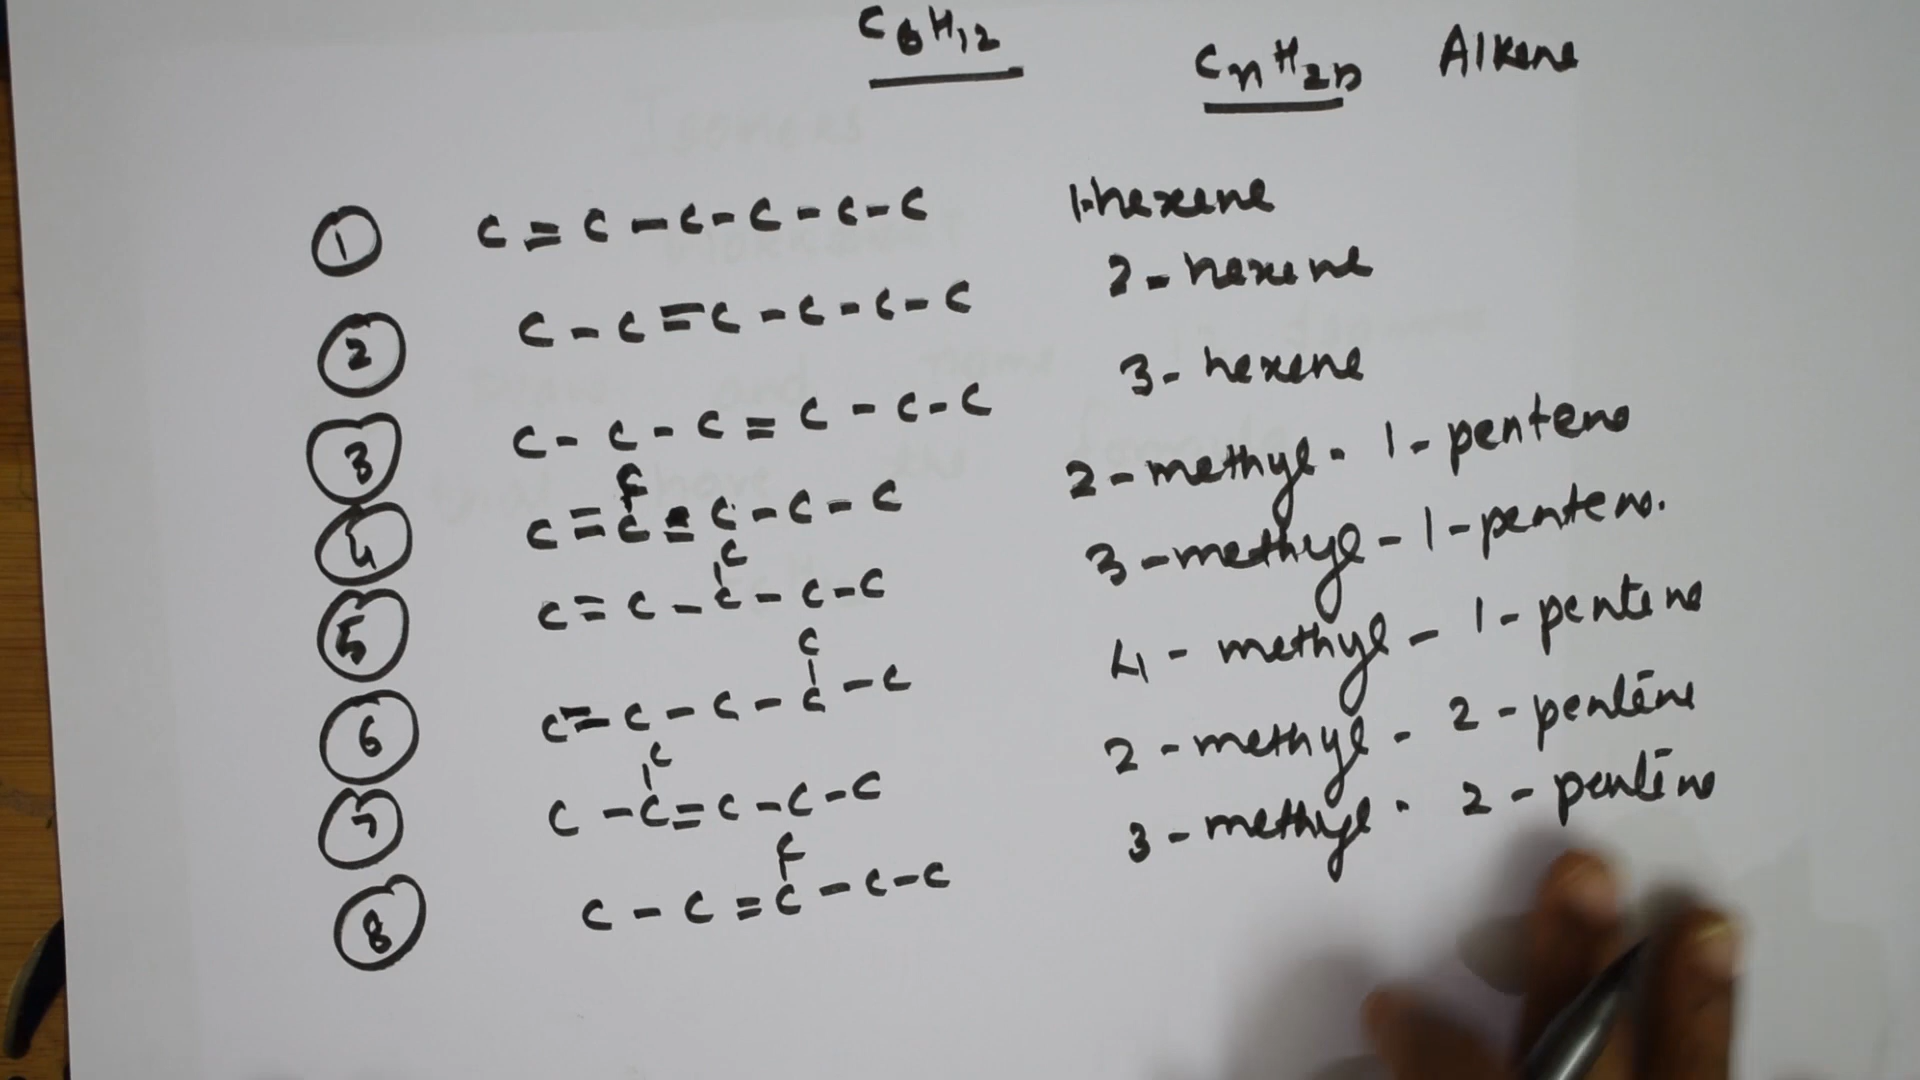 C6H12
CnH2n Alkene
1 C=C-C-C-C-C 1-hexene
2 C-C=C-C-C-C 2-hexene
3 C-C-C=C-C-C 3-hexene
C
4 C=C-C-C-C 2-methyl-1-pentene
C
5 C=C-C-C-C 3-methyl-1-pentene.
C
6 C=C-C-C-C 4-methyl-1-pentene
C
7 C-C=C-C-C 2-methyl-2-pentene
C
8 C-C=C-C-C 3-methyl-2-pentene